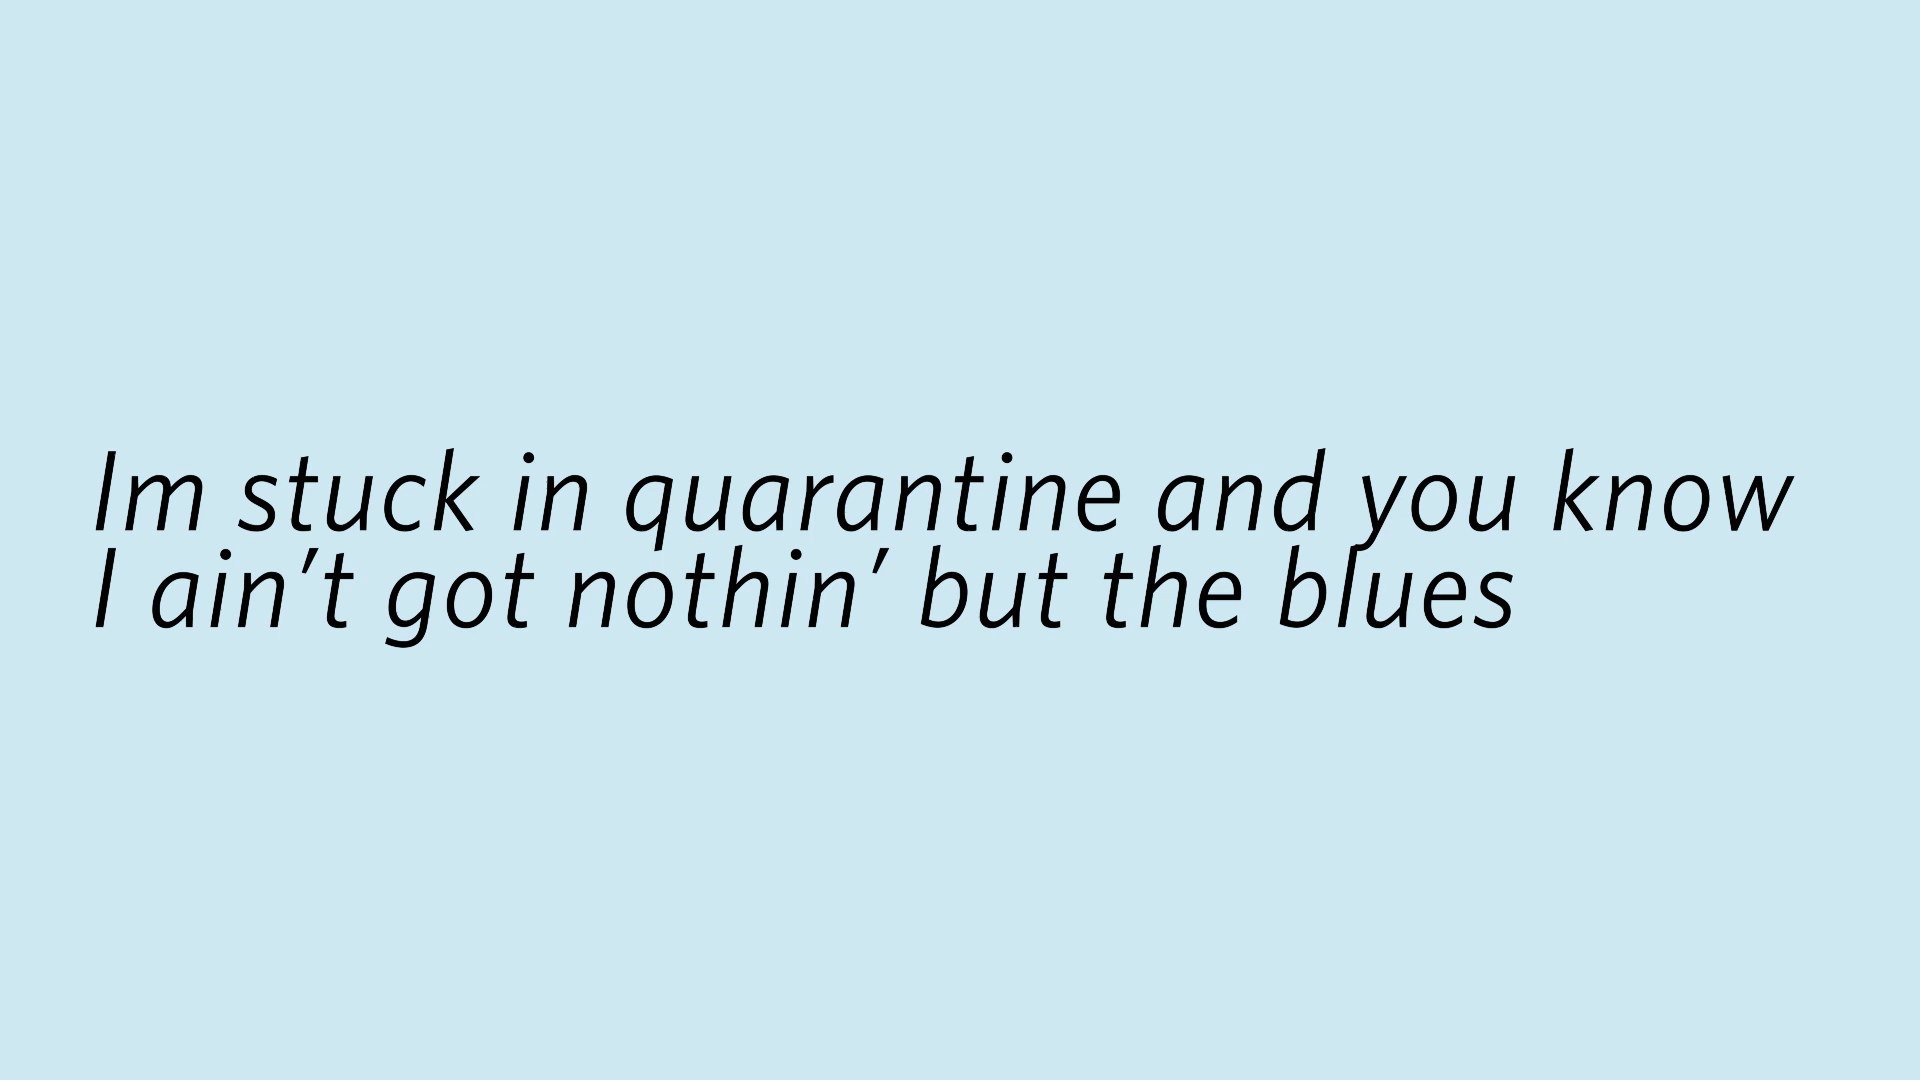 Im stuck in quarantine and you know
I ain’t got nothin’ but the blues